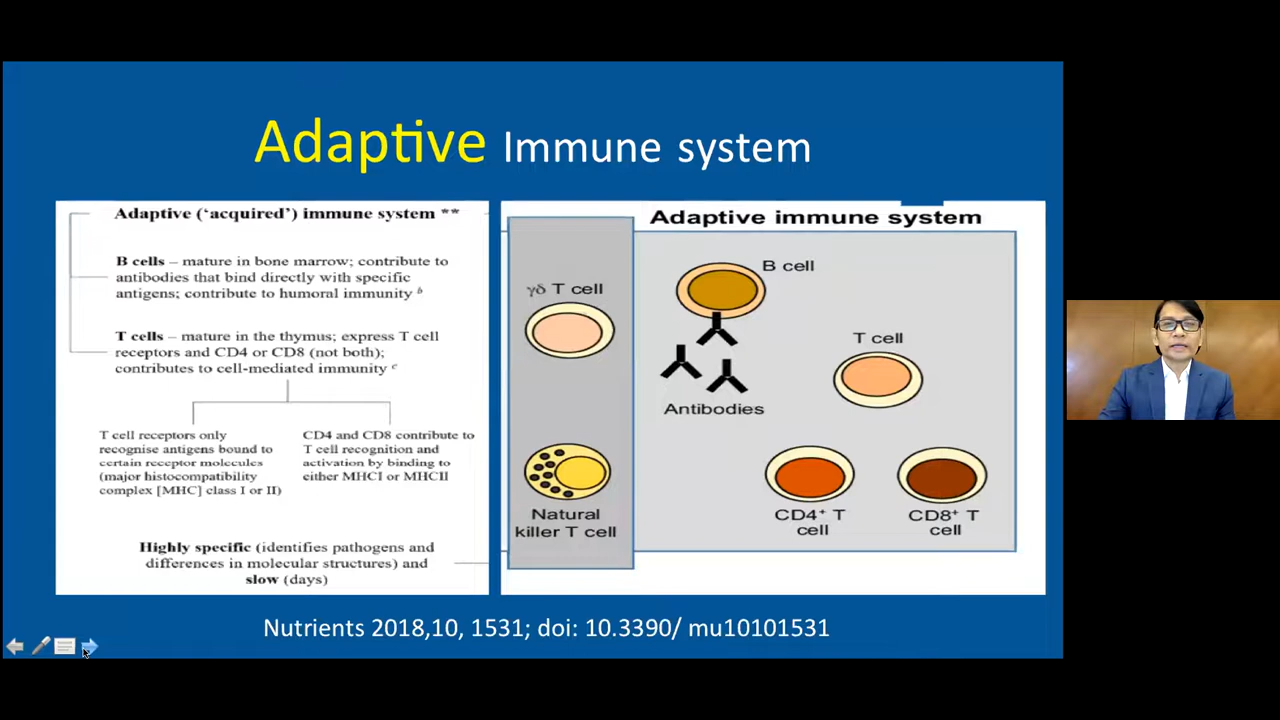 Adaptive Immune system
Adaptive (‘acquired’) immune system **
B cells – mature in bone marrow; contribute to
antibodies that bind directly with specific
antigens; contribute to humoral immunity b
T cells – mature in the thymus; express T cell
receptors and CD4 or CD8 (not both);
contributes to cell-mediated immunity c
T cell receptors only
recognise antigens bound to
certain receptor molecules
(major histocompatibility
complex [MHC] class I or II)
CD4 and CD8 contribute to
T cell recognition and
activation by binding to
either MHCI or MHCII
Highly specific (identifies pathogens and
differences in molecular structures) and
slow (days)
Adaptive immune system
γδ T cell
Natural
killer T cell
B cell
Antibodies
T cell
CD4+ T
cell
CD8+ T
cell
Nutrients 2018,10, 1531; doi: 10.3390/ mu10101531